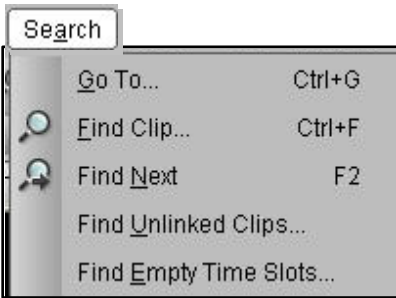 Search
Go To... Ctrl+G
Find Clip... Ctrl+F
Find Next F2
Find Unlinked Clips...
Find Empty Time Slots...